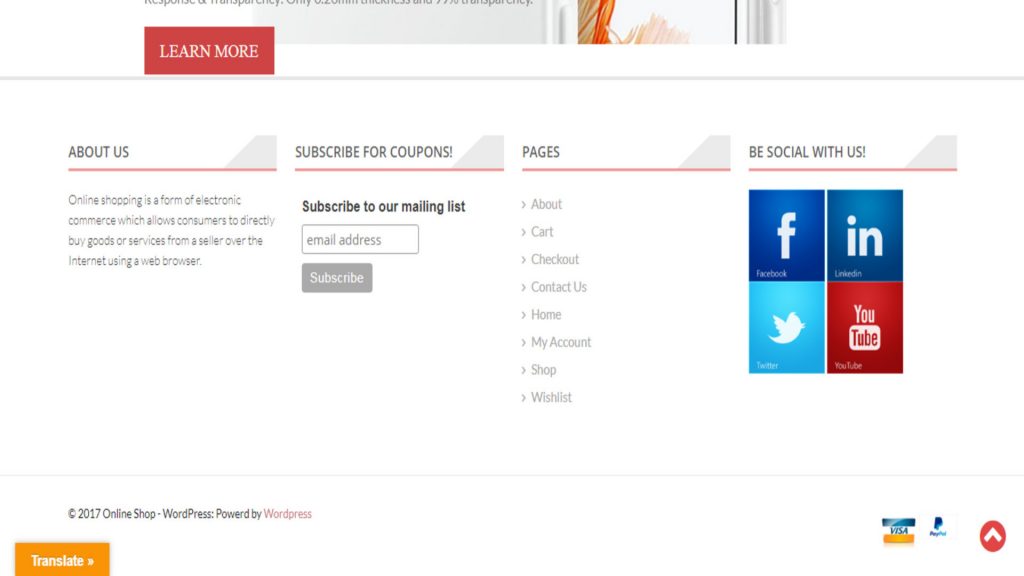 Response & Transparency: Only 0.26mm thickness and 99% transparency.
LEARN MORE
ABOUT US
Online shopping is a form of electronic
commerce which allows consumers to directly
buy goods or services from a seller over the
Internet using a web browser.
SUBSCRIBE FOR COUPONS!
Subscribe to our mailing list
email address
Subscribe
PAGES
› About
› Cart
› Checkout
› Contact Us
› Home
› My Account
› Shop
› Wishlist
BE SOCIAL WITH US!
f
Facebook
in
Linkedin
Twitter
You
Tube
YouTube
© 2017 Online Shop - WordPress: Powerd by Wordpress
VISA
PayPal
Translate »